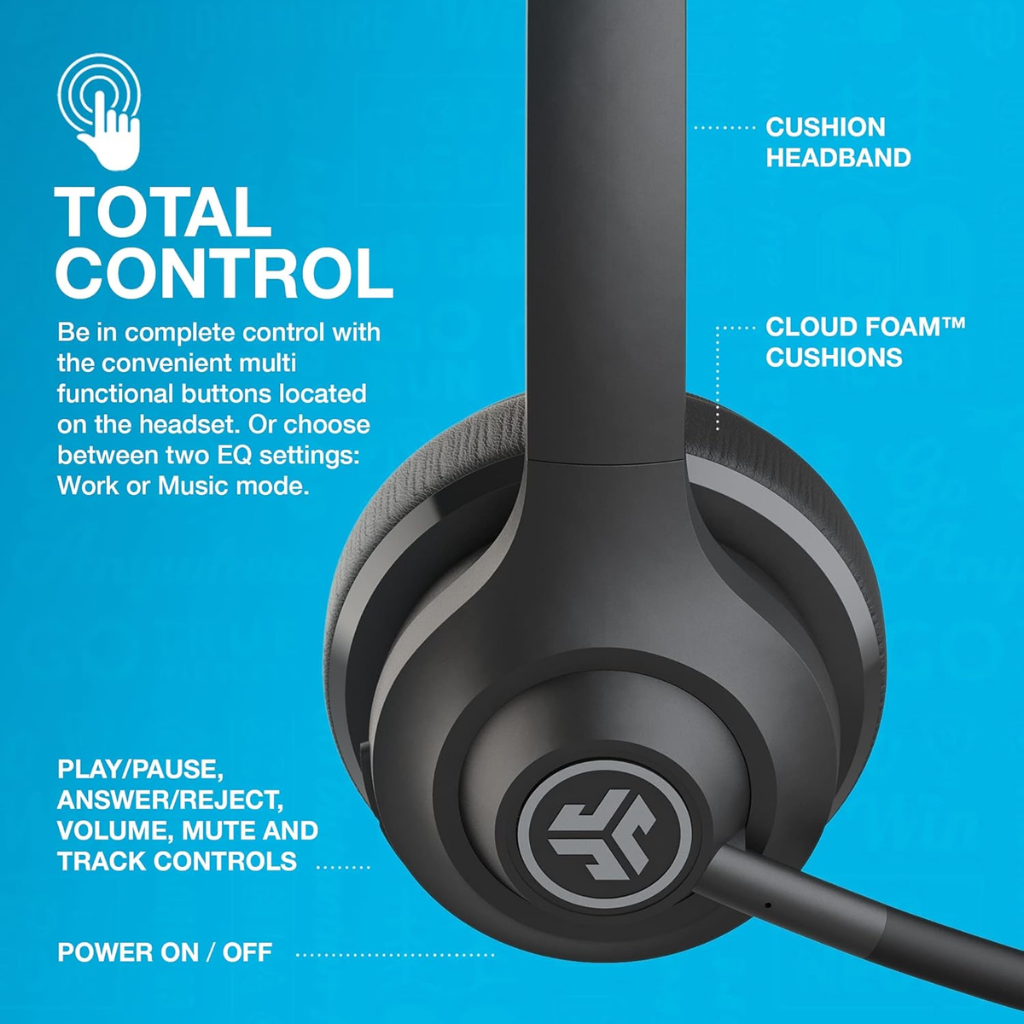 TOTAL
CONTROL
Be in complete control with
the convenient multi
functional buttons located
on the headset. Or choose
between two EQ settings:
Work or Music mode.
CUSHION
HEADBAND
CLOUD FOAM™
CUSHIONS
PLAY/PAUSE,
ANSWER/REJECT,
VOLUME, MUTE AND
TRACK CONTROLS
POWER ON / OFF